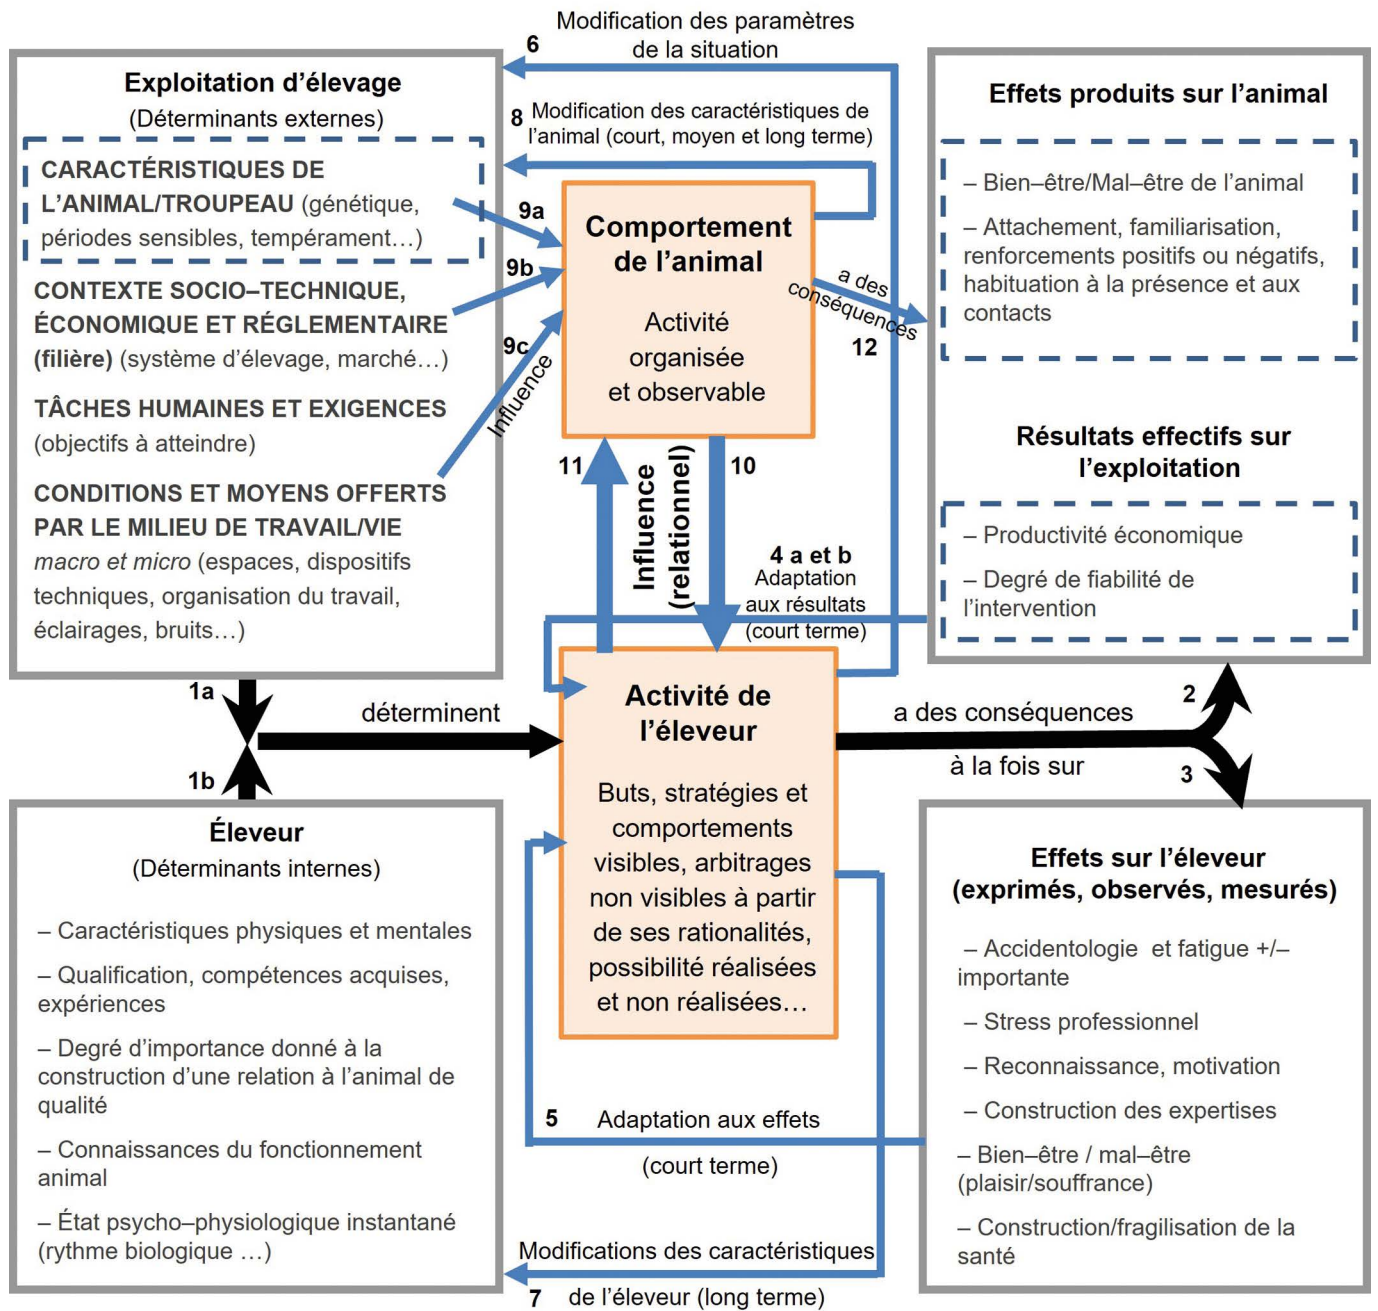 Modification des paramètres
de la situation
6
Exploitation d’élevage
(Déterminants externes)
CARACTÉRISTIQUES DE
L’ANIMAL/TROUPEAU (génétique,
périodes sensibles, tempérament…)
CONTEXTE SOCIO–TECHNIQUE,
ÉCONOMIQUE ET RÉGLEMENTAIRE
(filière) (système d’élevage, marché…)
TÂCHES HUMAINES ET EXIGENCES
(objectifs à atteindre)
CONDITIONS ET MOYENS OFFERTS
PAR LE MILIEU DE TRAVAIL/VIE
macro et micro (espaces, dispositifs
techniques, organisation du travail,
éclairages, bruits…)
8
Modification des caractéristiques de
l’animal (court, moyen et long terme)
9a
9b
9c
Influence
Comportement
de l’animal
Activité
organisée
et observable
a des
conséquences
12
Effets produits sur l’animal
– Bien–être/Mal–être de l’animal
– Attachement, familiarisation,
renforcements positifs ou négatifs,
habituation à la présence et aux
contacts
Résultats effectifs sur
l’exploitation
– Productivité économique
– Degré de fiabilité de
l’intervention
11
Influence
(relationnel)
10
4 a et b
Adaptation
aux résultats
(court terme)
1a
déterminent
1b
Activité de
l’éleveur
Buts, stratégies et
comportements
visibles, arbitrages
non visibles à partir
de ses rationalités,
possibilité réalisées
et non réalisées…
a des conséquences
à la fois sur
2
3
Éleveur
(Déterminants internes)
– Caractéristiques physiques et mentales
– Qualification, compétences acquises,
expériences
– Degré d’importance donné à la
construction d’une relation à l’animal de
qualité
– Connaissances du fonctionnement
animal
– État psycho–physiologique instantané
(rythme biologique …)
5
Adaptation aux effets
(court terme)
Modifications des caractéristiques
7
de l’éleveur (long terme)
Effets sur l’éleveur
(exprimés, observés, mesurés)
– Accidentologie et fatigue +/–
importante
– Stress professionnel
– Reconnaissance, motivation
– Construction des expertises
– Bien–être / mal–être
(plaisir/souffrance)
– Construction/fragilisation de la
santé